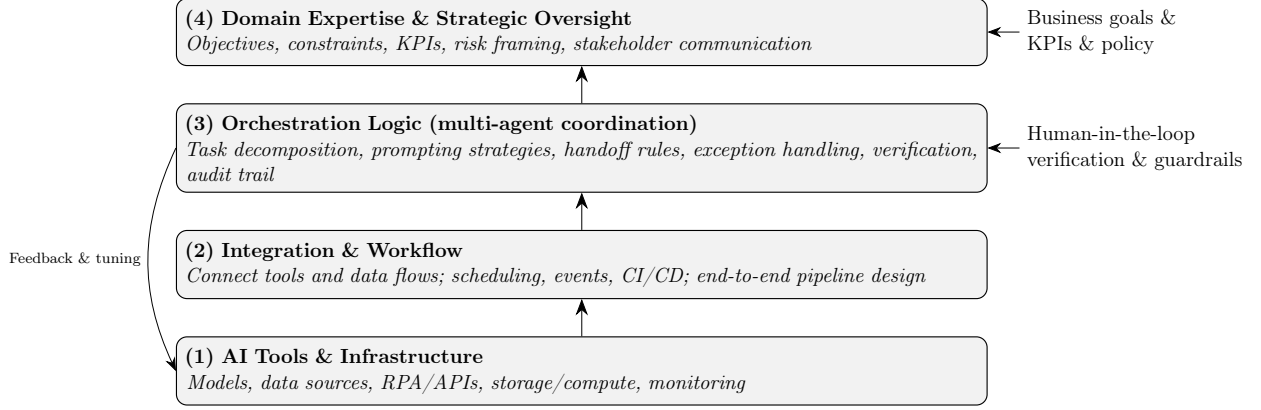 (4) Domain Expertise & Strategic Oversight
Objectives, constraints, KPIs, risk framing, stakeholder communication
Business goals &
KPIs & policy
(3) Orchestration Logic (multi-agent coordination)
Task decomposition, prompting strategies, handoff rules, exception handling, verification,
audit trail
Human-in-the-loop
verification & guardrails
(2) Integration & Workflow
Connect tools and data flows; scheduling, events, CI/CD; end-to-end pipeline design
Feedback & tuning
(1) AI Tools & Infrastructure
Models, data sources, RPA/APIs, storage/compute, monitoring